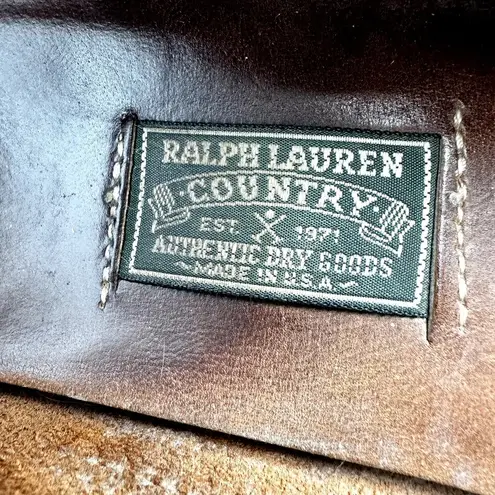 RALPH LAUREN
·COUNTRY·
EST. 1971
AUTHENTIC DRY GOODS
~MADE IN U.S.A.~